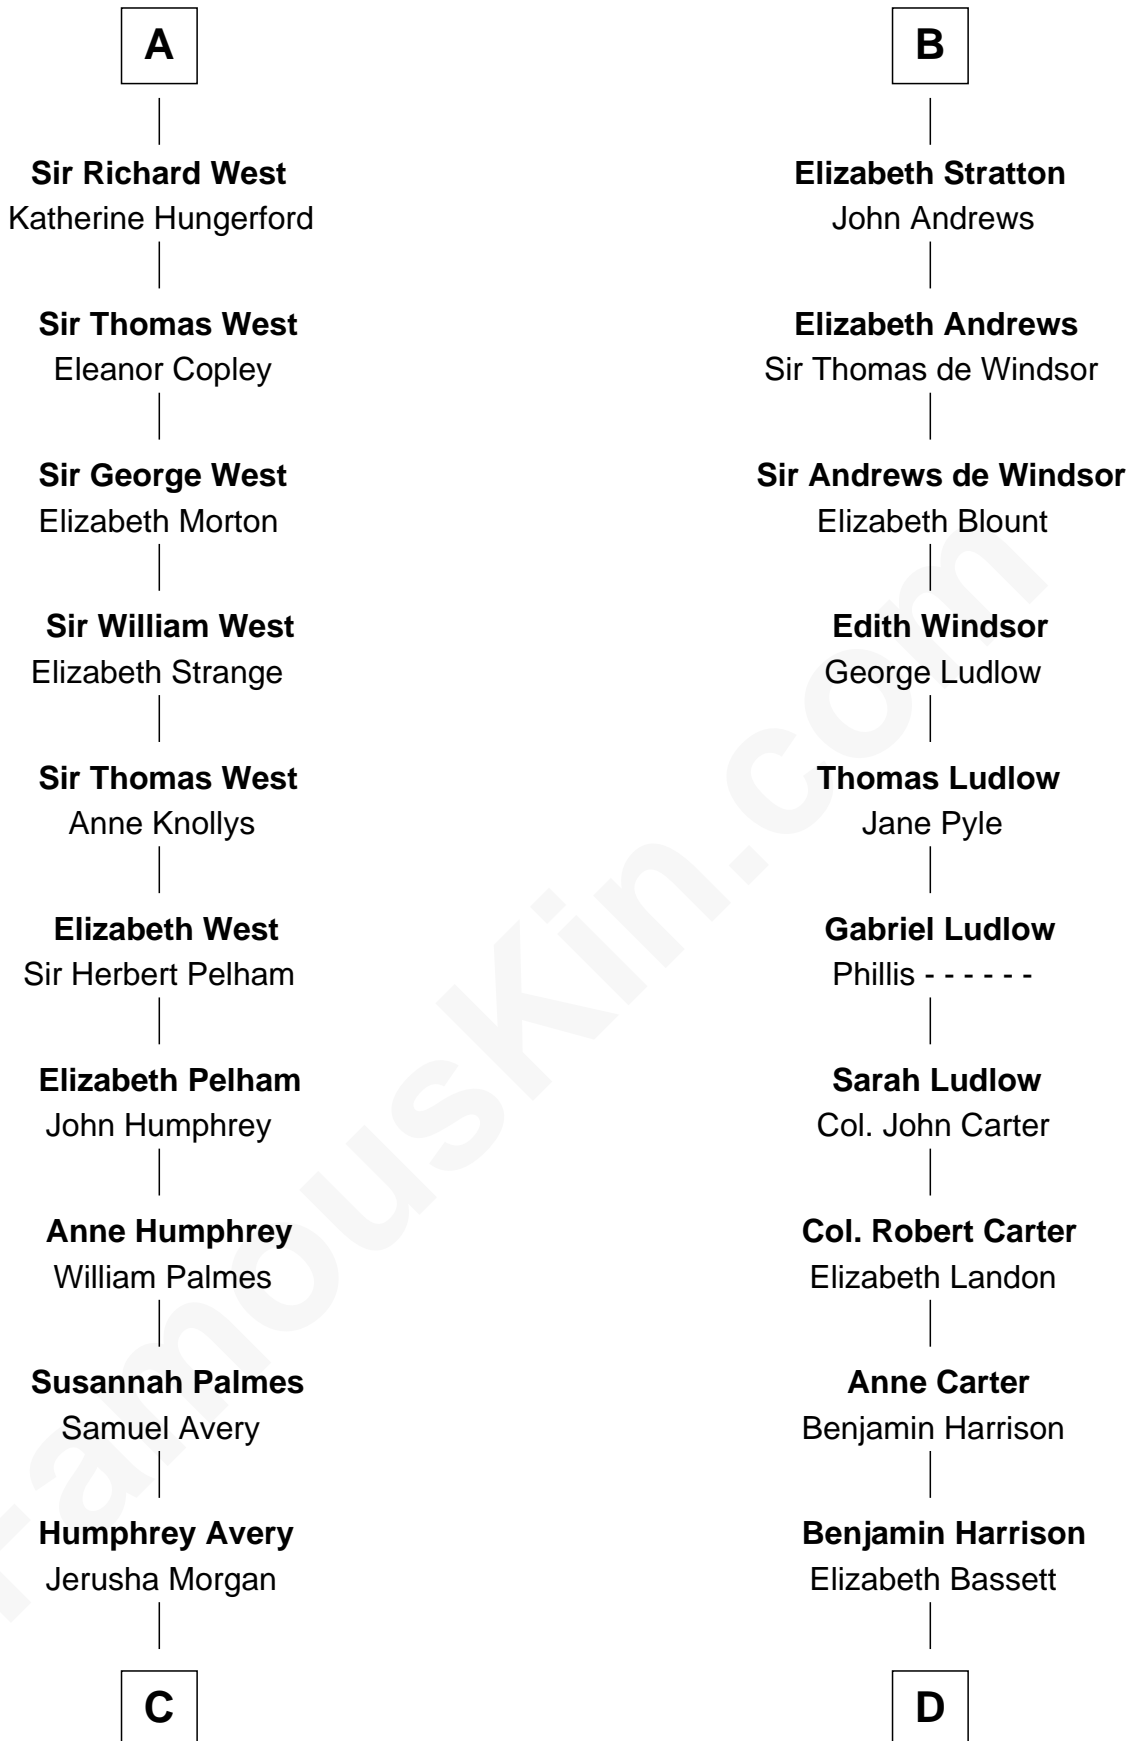 A
Sir Richard West
Katherine Hungerford
Sir Thomas West
Eleanor Copley
Sir George West
Elizabeth Morton
Sir William West
Elizabeth Strange
Sir Thomas West
Anne Knollys
Elizabeth West
Sir Herbert Pelham
Elizabeth Pelham
John Humphrey
Anne Humphrey
William Palmes
Susannah Palmes
Samuel Avery
Humphrey Avery
Jerusha Morgan
C
B
Elizabeth Stratton
John Andrews
Elizabeth Andrews
Sir Thomas de Windsor
Sir Andrews de Windsor
Elizabeth Blount
Edith Windsor
George Ludlow
Thomas Ludlow
Jane Pyle
Gabriel Ludlow
Phillis - - - - - -
Sarah Ludlow
Col. John Carter
Col. Robert Carter
Elizabeth Landon
Anne Carter
Benjamin Harrison
Benjamin Harrison
Elizabeth Bassett
D
FamousKin.com